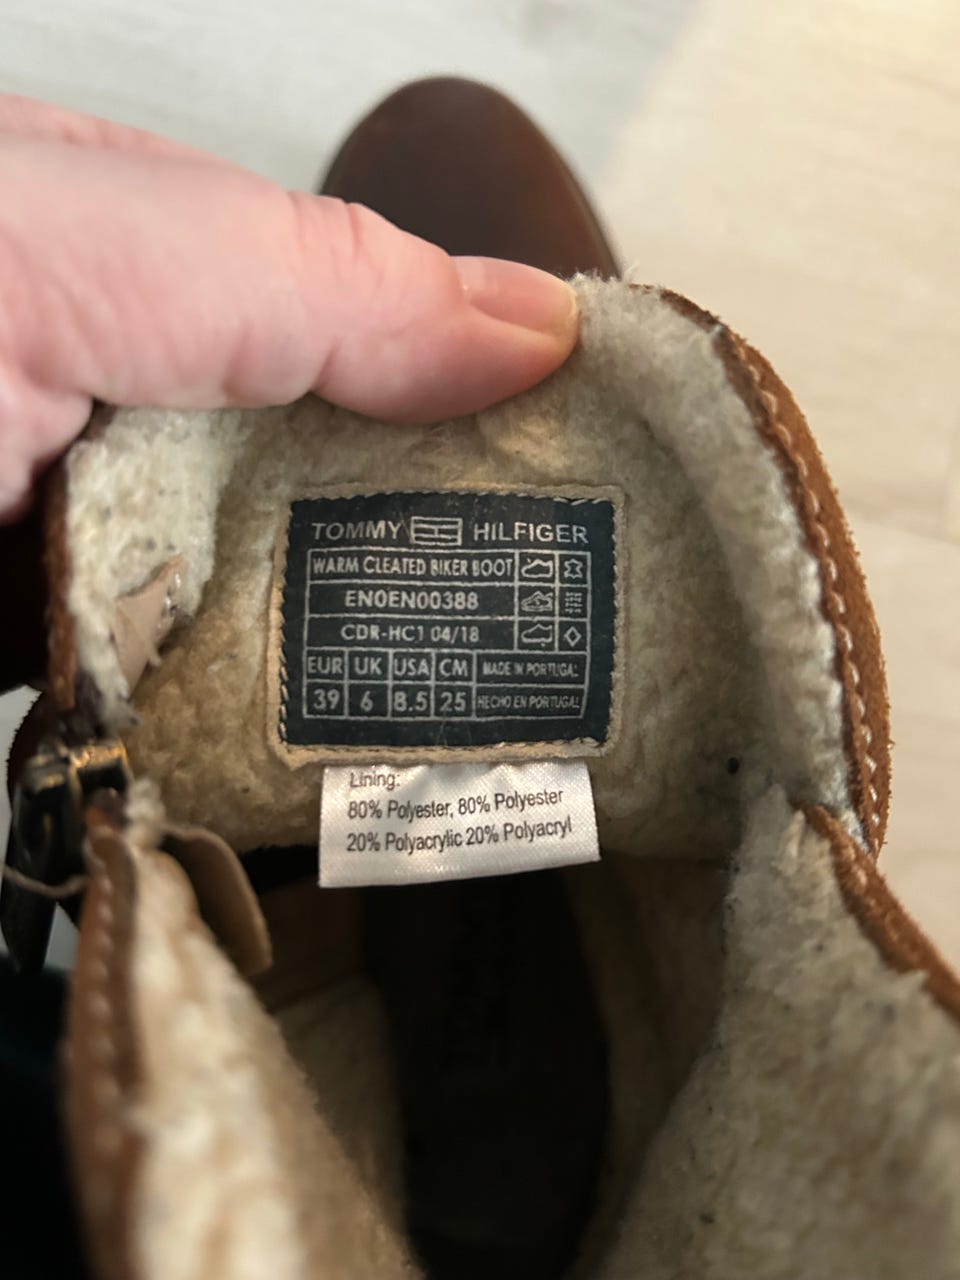 TOMMY HILFIGER
WARM CLEATED BIKER BOOT
EN0EN00388
CDR-HC1 04/18
EUR UK USA CM MADE IN PORTUGAL
39 6 8.5 25 HECHO EN PORTUGAL
Lining:
80% Polyester, 80% Polyester
20% Polyacrylic 20% Polyacryl